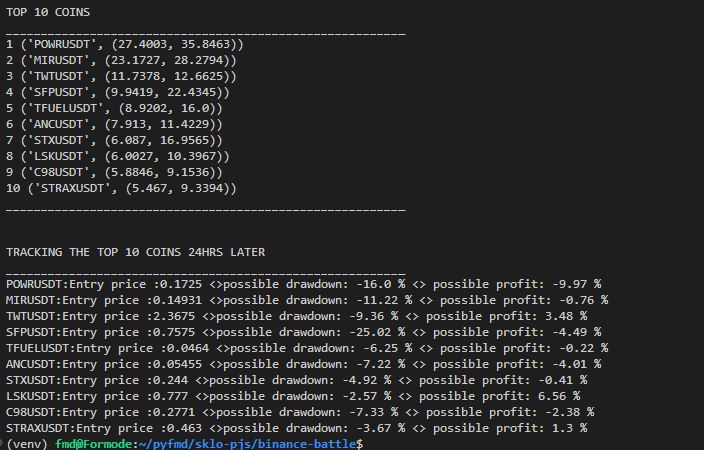 TOP 10 COINS
__________________________________________________________
1 ('POWRUSDT', (27.4003, 35.8463))
2 ('MIRUSDT', (23.1727, 28.2794))
3 ('TWTUSDT', (11.7378, 12.6625))
4 ('SFPUSDT', (9.9419, 22.4345))
5 ('TFUELUSDT', (8.9202, 16.0))
6 ('ANCUSDT', (7.913, 11.4229))
7 ('STXUSDT', (6.087, 16.9565))
8 ('LSKUSDT', (6.0027, 10.3967))
9 ('C98USDT', (5.8846, 9.1536))
10 ('STRAXUSDT', (5.467, 9.3394))
__________________________________________________________
TRACKING THE TOP 10 COINS 24HRS LATER
__________________________________________________________
POWRUSDT:Entry price :0.1725 <>possible drawdown: -16.0 % <> possible profit: -9.97 %
MIRUSDT:Entry price :0.14931 <>possible drawdown: -11.22 % <> possible profit: -0.76 %
TWTUSDT:Entry price :2.3675 <>possible drawdown: -9.36 % <> possible profit: 3.48 %
SFPUSDT:Entry price :0.7575 <>possible drawdown: -25.02 % <> possible profit: -4.49 %
TFUELUSDT:Entry price :0.0464 <>possible drawdown: -6.25 % <> possible profit: -0.22 %
ANCUSDT:Entry price :0.05455 <>possible drawdown: -7.22 % <> possible profit: -4.01 %
STXUSDT:Entry price :0.244 <>possible drawdown: -4.92 % <> possible profit: -0.41 %
LSKUSDT:Entry price :0.777 <>possible drawdown: -2.57 % <> possible profit: 6.56 %
C98USDT:Entry price :0.2771 <>possible drawdown: -7.33 % <> possible profit: -2.38 %
STRAXUSDT:Entry price :0.463 <>possible drawdown: -3.67 % <> possible profit: 1.3 %
(venv) fmd@Formode:~/pyfmd/sklo-pjs/binance-battle$